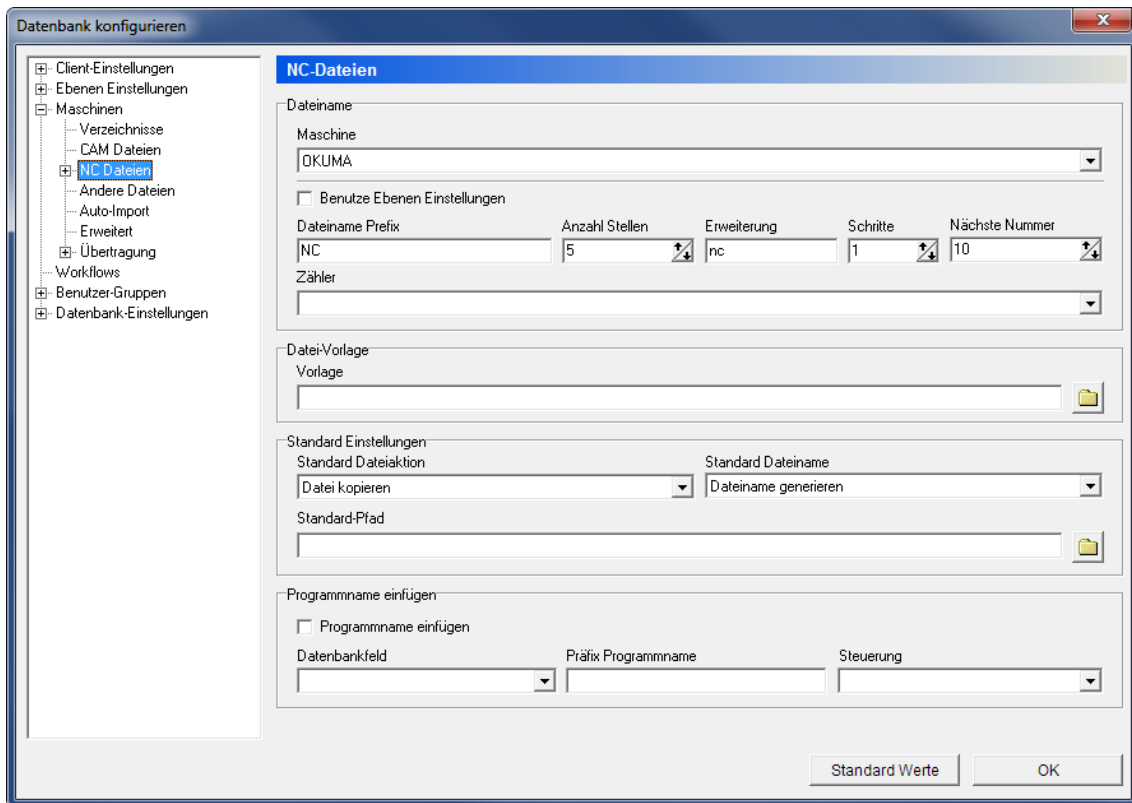 Datenbank konfigurieren
Client-Einstellungen
Ebenen Einstellungen
Maschinen
Verzeichnisse
CAM Dateien
NC Dateien
Andere Dateien
Auto-Import
Erweitert
Übertragung
Workflows
Benutzer-Gruppen
Datenbank-Einstellungen
NC-Dateien
Dateiname
Maschine
OKUMA
Benutze Ebenen Einstellungen
Dateiname Prefix Anzahl Stellen Erweiterung Schritte Nächste Nummer
NC 5 nc 1 10
Zähler
Datei-Vorlage
Vorlage
Standard Einstellungen
Standard Dateiaktion Standard Dateiname
Datei kopieren Dateiname generieren
Standard-Pfad
Programmname einfügen
Programmname einfügen
Datenbankfeld Präfix Programmname Steuerung
Standard Werte OK